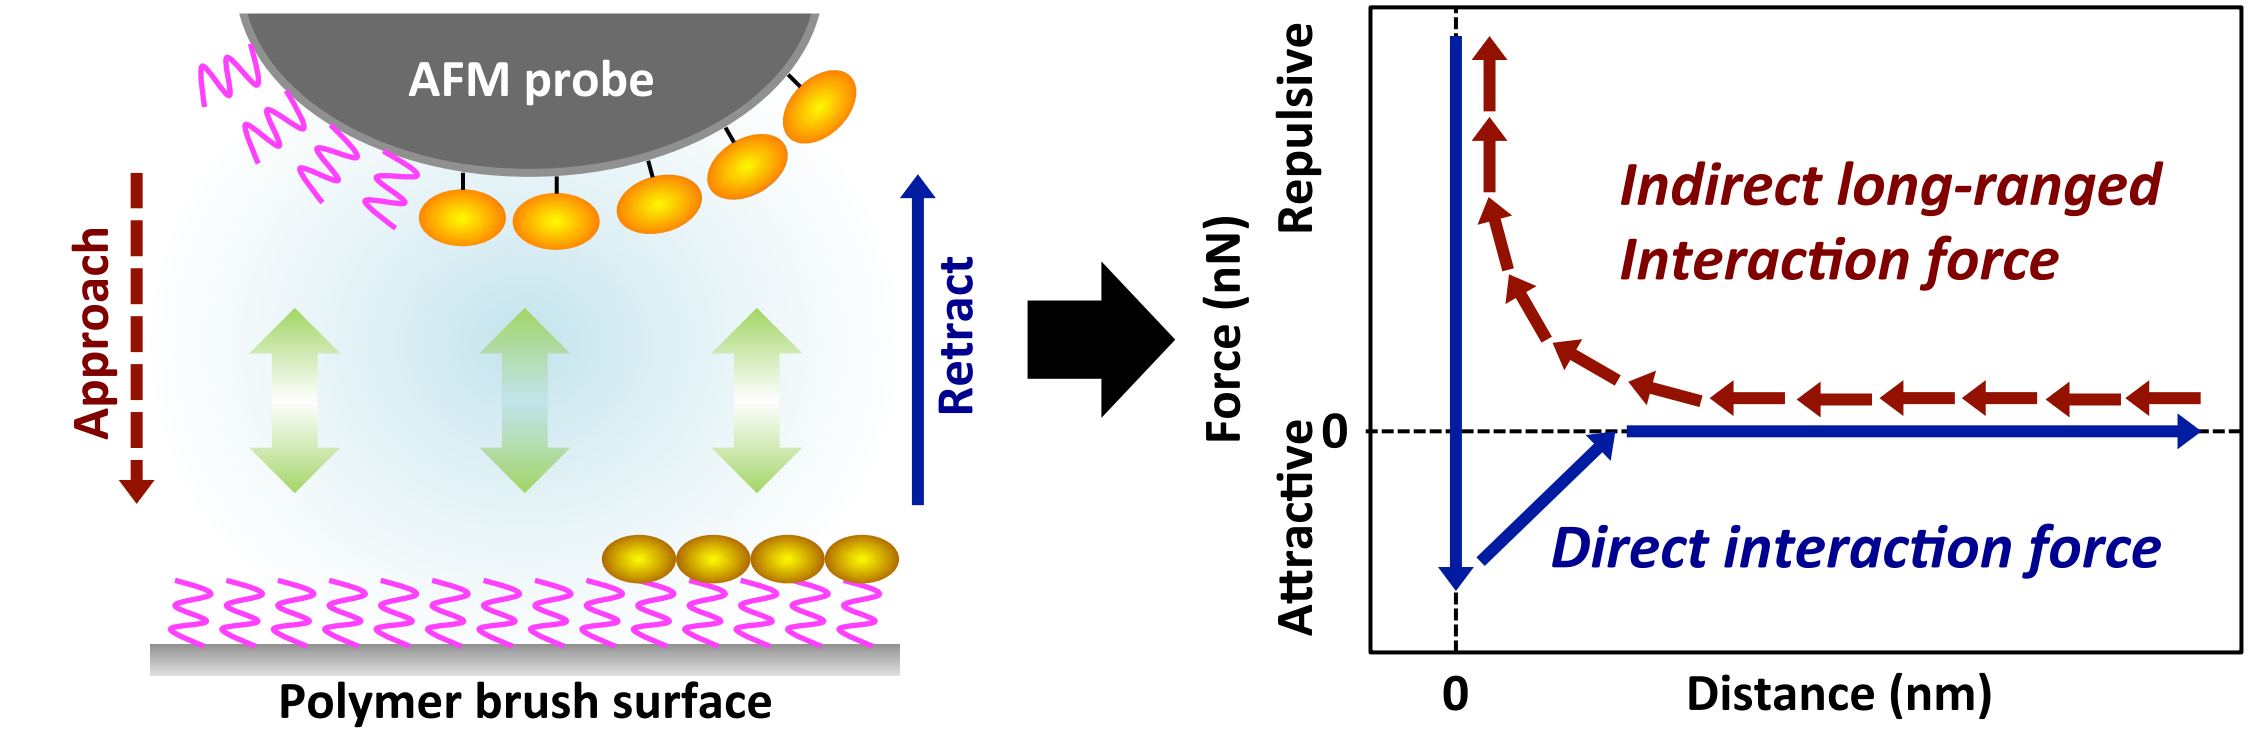 AFM probe
Approach
Retract
Polymer brush surface
Force (nN)
Repulsive
Attractive
0
Indirect long-ranged
Interaction force
Direct interaction force
0
Distance (nm)